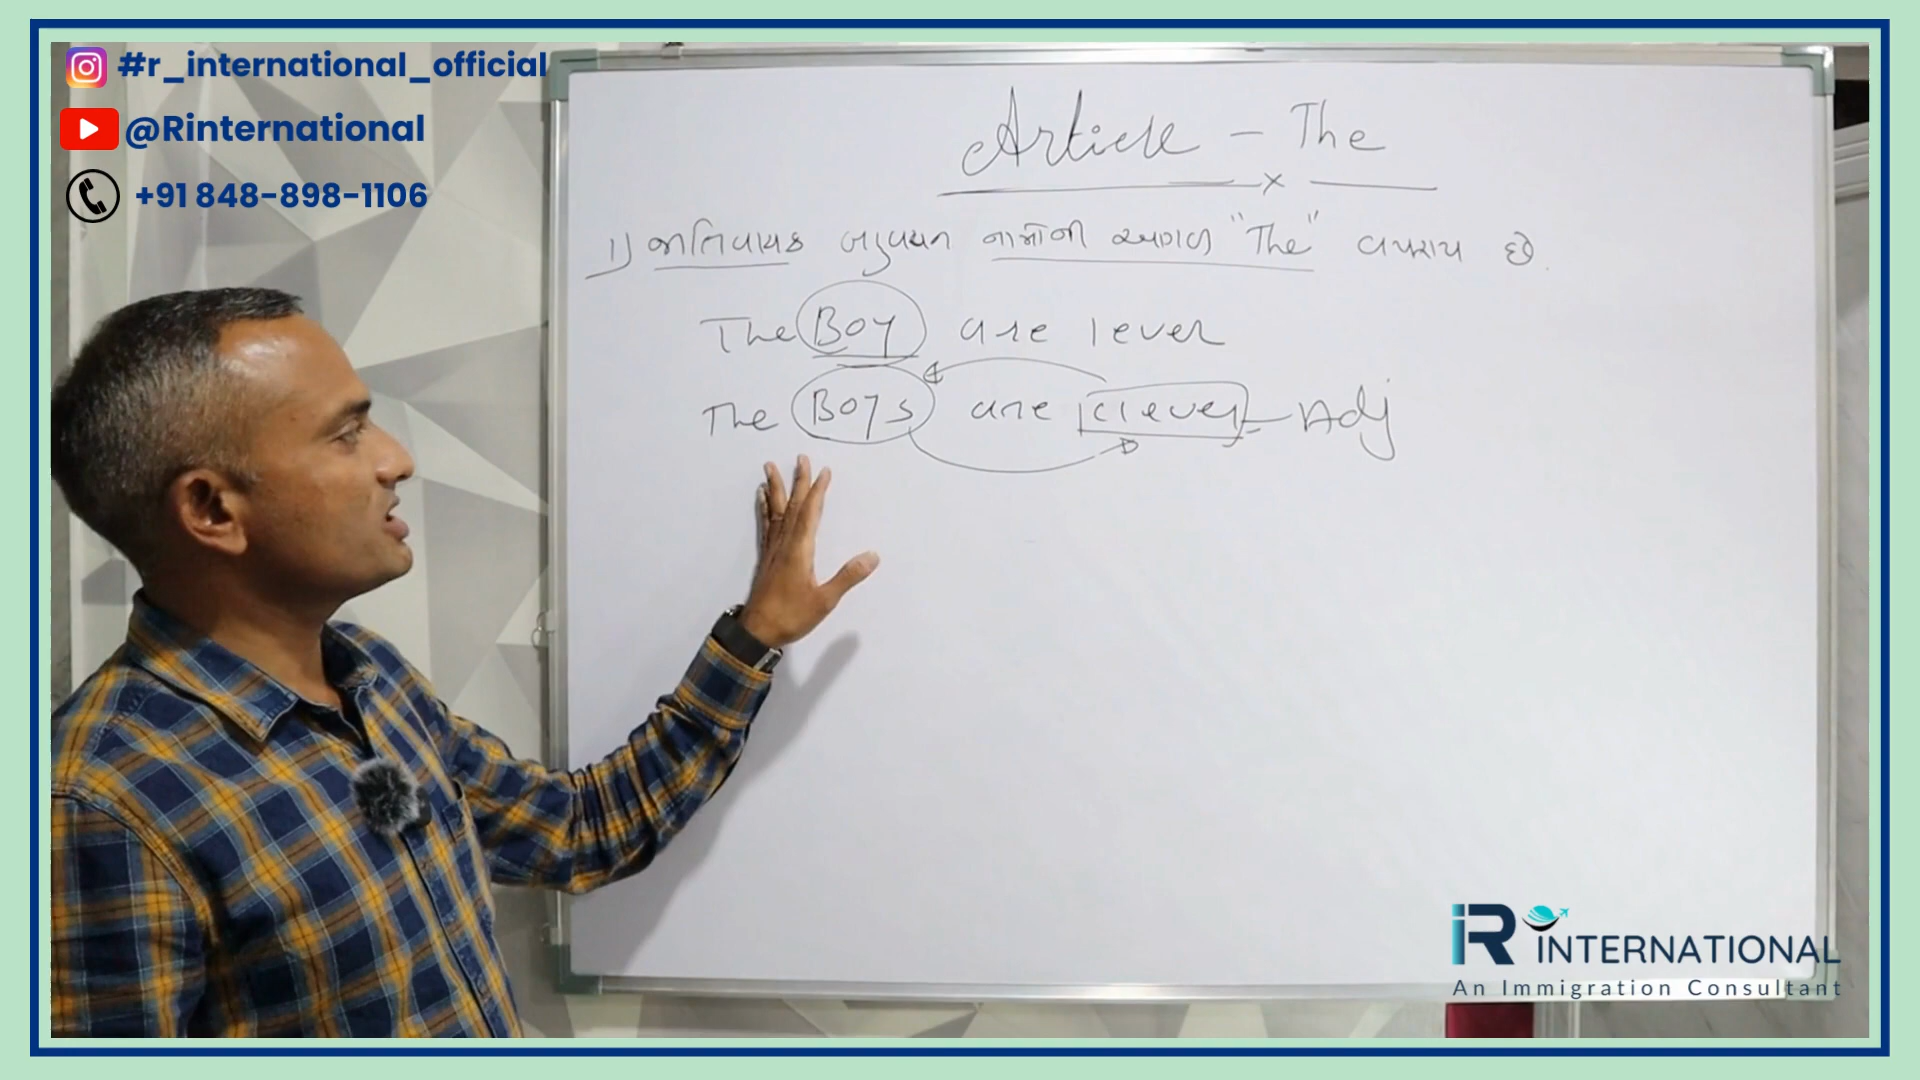 #r_international_official
@Rinternational
+91 848-898-1106
Article - The
1) જાતિવાચક બહુવચન નામોની આગળ "The" વપરાય છે.
The Boy are lever
The Boys are clever - Adj
iR INTERNATIONAL
An Immigration Consultant